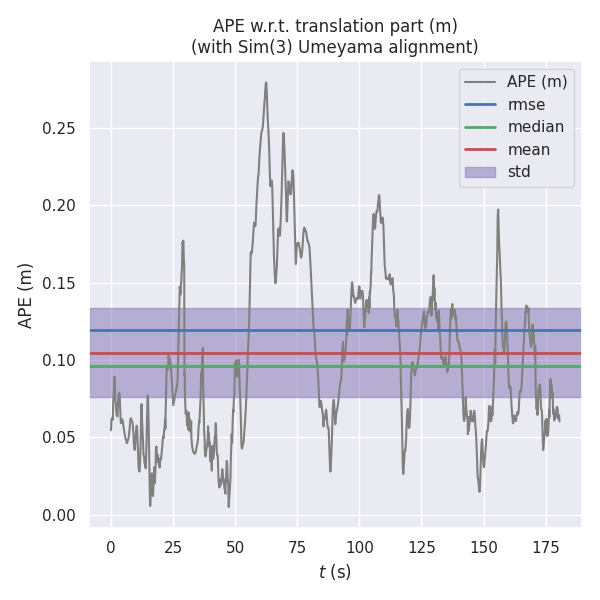 APE w.r.t. translation part (m)
(with Sim(3) Umeyama alignment)
APE (m)
rmse
median
mean
std
APE (m)
0.25
0.20
0.15
0.10
0.05
0.00
0 25 50 75 100 125 150 175
t (s)